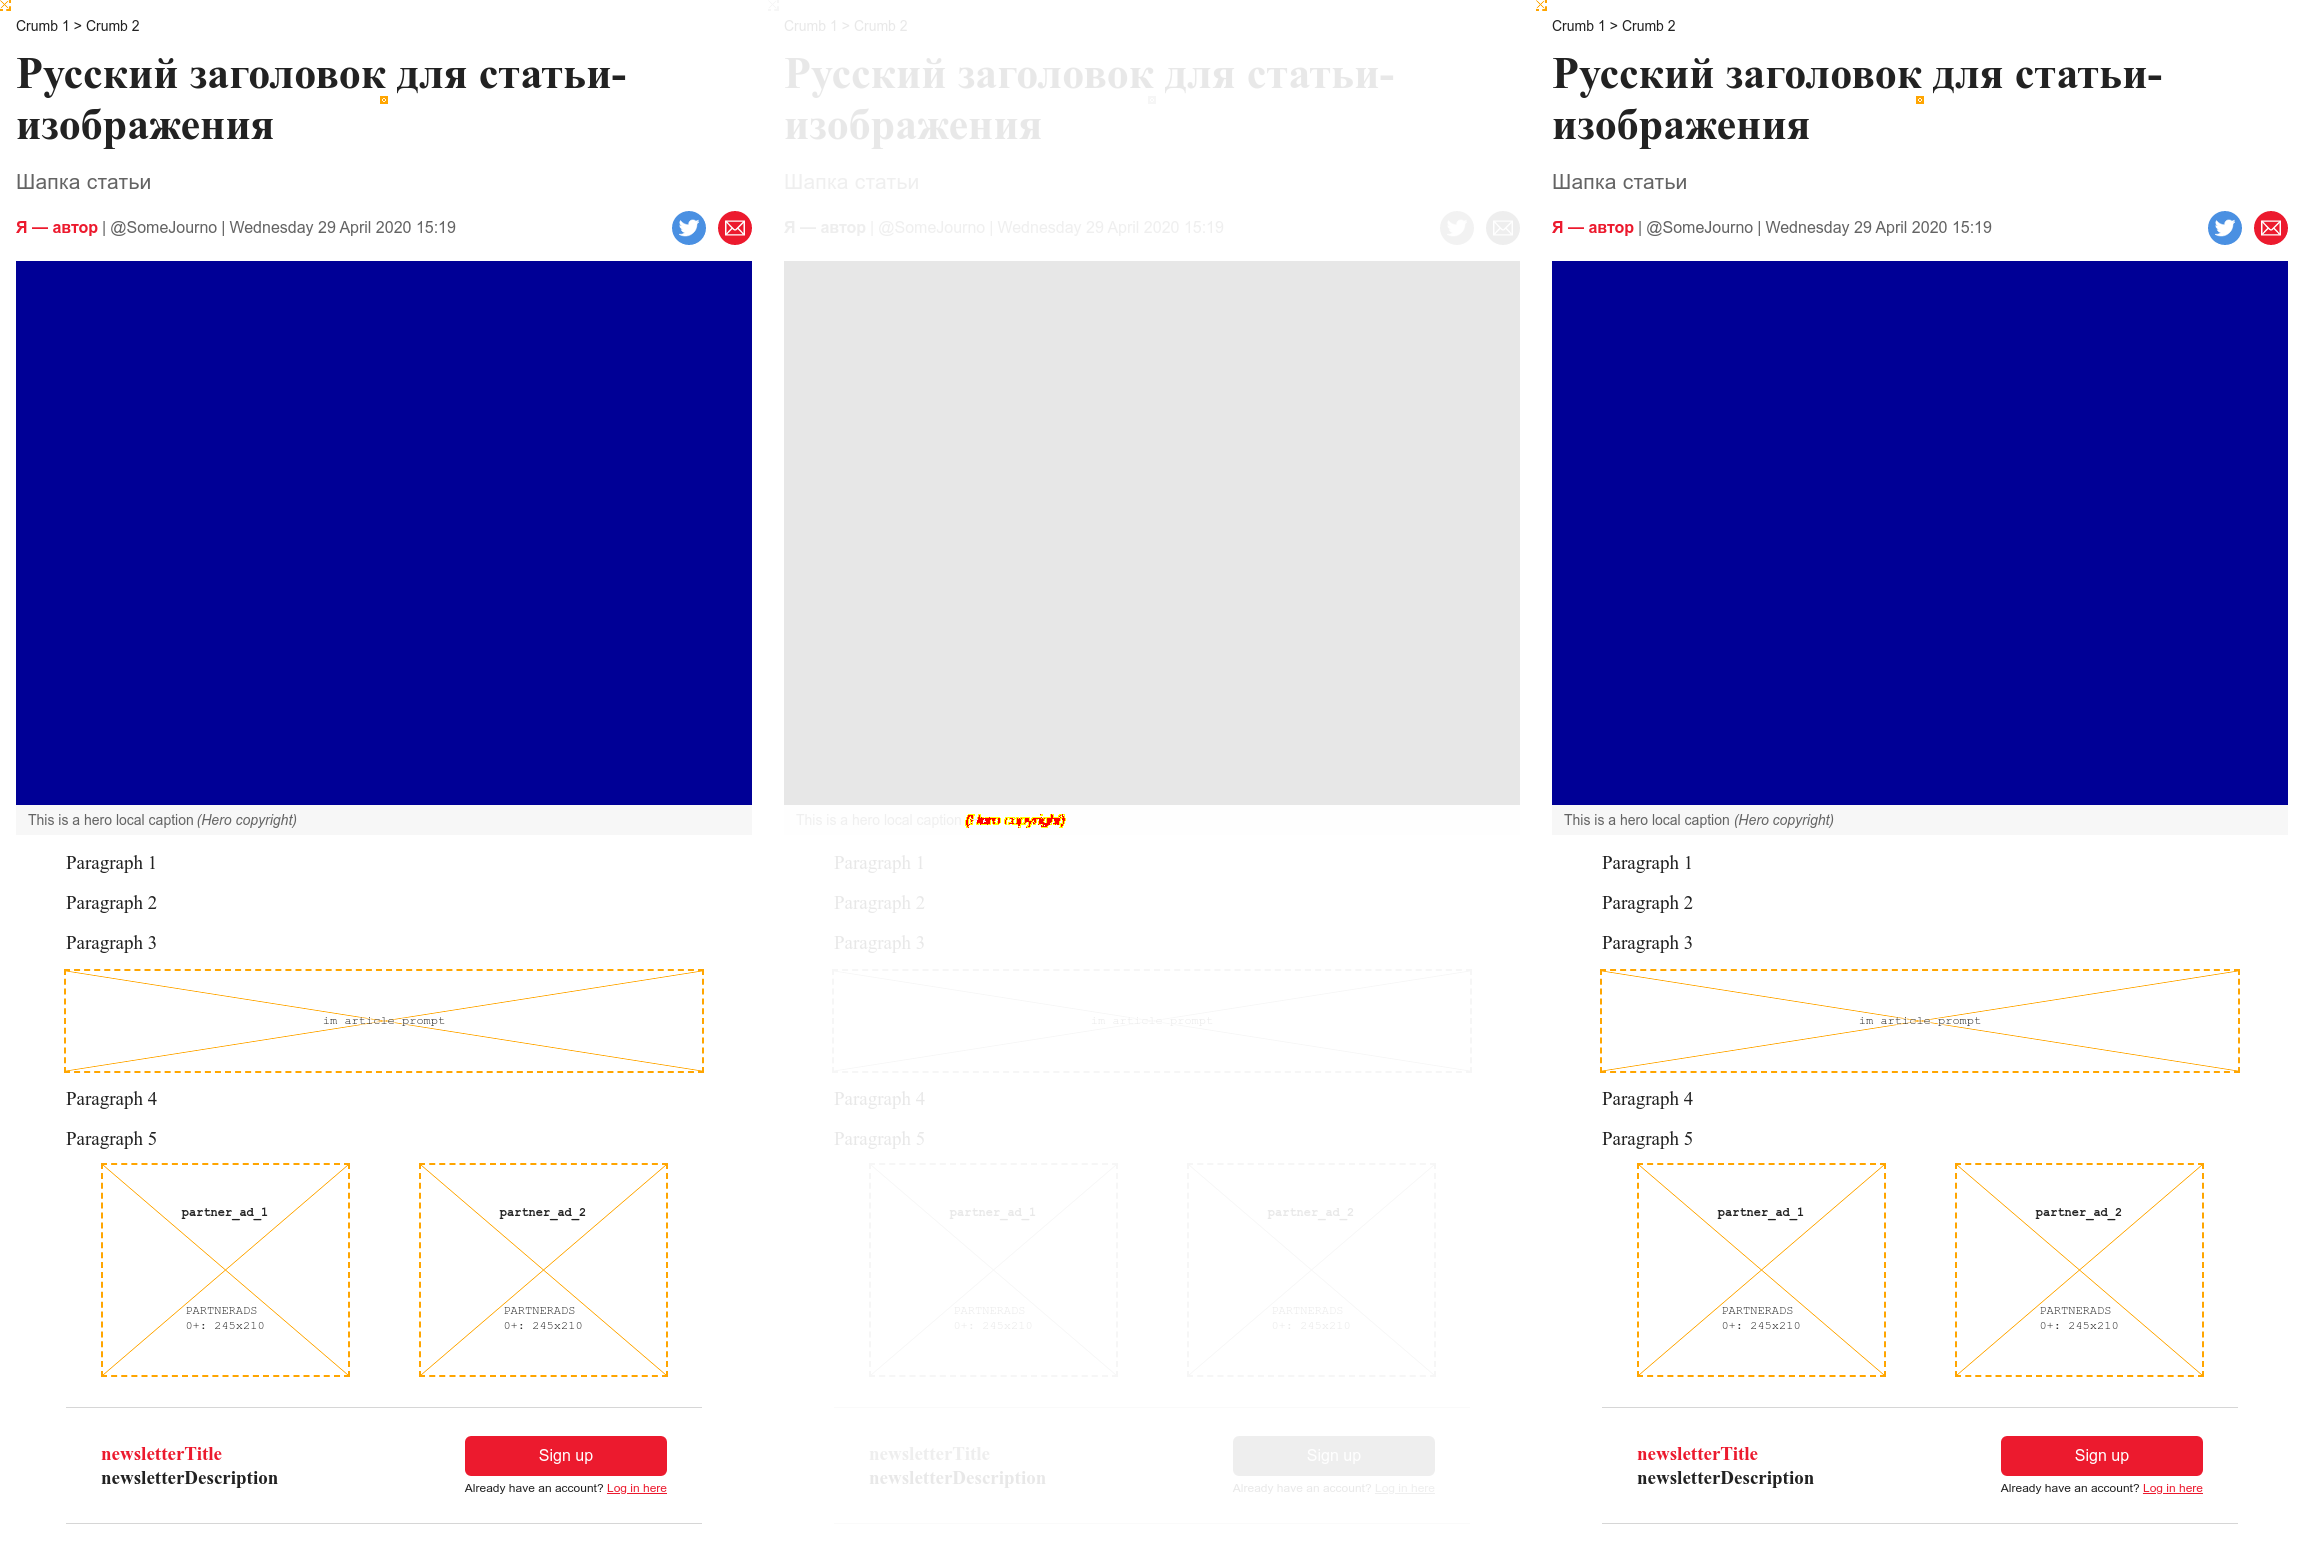 Crumb 1 > Crumb 2
Русский заголовок для статьи-
изображения
Шапка статьи
Я — автор | @SomeJourno | Wednesday 29 April 2020 15:19
This is a hero local caption (Hero copyright)
Paragraph 1
Paragraph 2
Paragraph 3
im article prompt
Paragraph 4
Paragraph 5
partner_ad_1
PARTNERADS
0+: 245x210
partner_ad_2
PARTNERADS
0+: 245x210
newsletterTitle
newsletterDescription
Sign up
Already have an account? Log in here
Crumb 1 > Crumb 2
Русский заголовок для статьи-
изображения
Шапка статьи
Я — автор | @SomeJourno | Wednesday 29 April 2020 15:19
This is a hero local caption (Hero copyright)
Paragraph 1
Paragraph 2
Paragraph 3
im article prompt
Paragraph 4
Paragraph 5
partner_ad_1
PARTNERADS
0+: 245x210
partner_ad_2
PARTNERADS
0+: 245x210
newsletterTitle
newsletterDescription
Sign up
Already have an account? Log in here
Crumb 1 > Crumb 2
Русский заголовок для статьи-
изображения
Шапка статьи
Я — автор | @SomeJourno | Wednesday 29 April 2020 15:19
This is a hero local caption (Hero copyright)
Paragraph 1
Paragraph 2
Paragraph 3
im article prompt
Paragraph 4
Paragraph 5
partner_ad_1
PARTNERADS
0+: 245x210
partner_ad_2
PARTNERADS
0+: 245x210
newsletterTitle
newsletterDescription
Sign up
Already have an account? Log in here